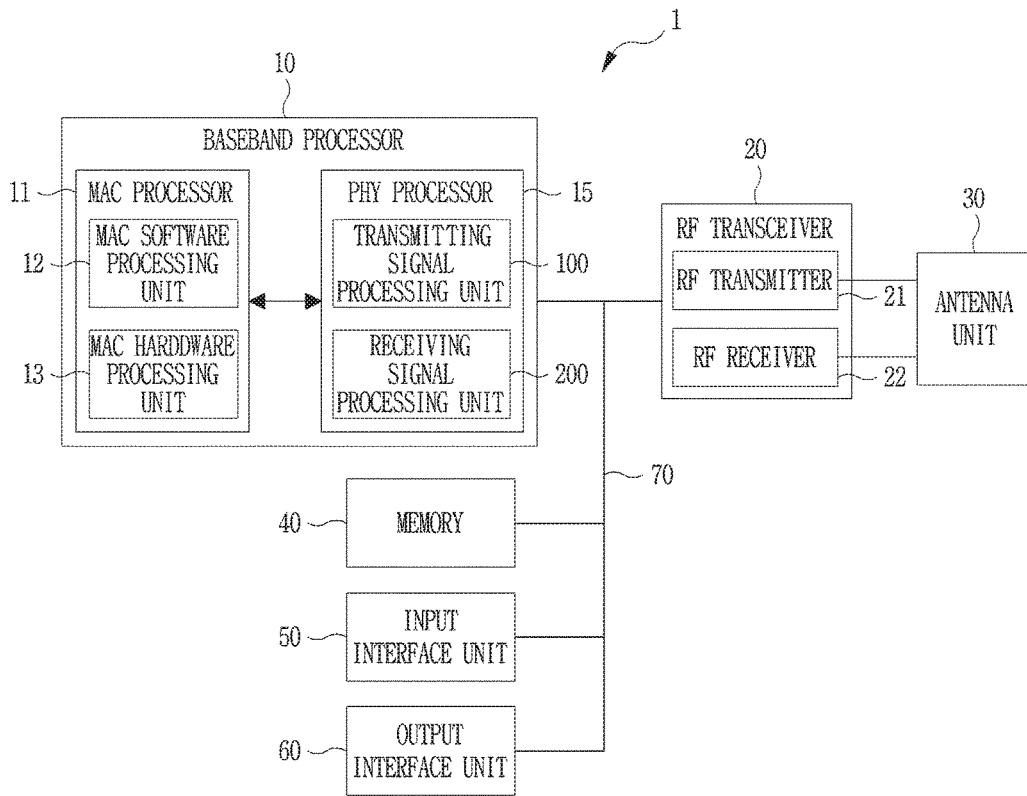 1
10
BASEBAND PROCESSOR
11
MAC PROCESSOR
12
MAC SOFTWARE
PROCESSING
UNIT
13
MAC HARDDWARE
PROCESSING
UNIT
PHY PROCESSOR
15
TRANSMITTING
SIGNAL
PROCESSING UNIT
100
RECEIVING
SIGNAL
PROCESSING UNIT
200
20
RF TRANSCEIVER
RF TRANSMITTER
21
RF RECEIVER
22
30
ANTENNA
UNIT
70
40
MEMORY
50
INPUT
INTERFACE UNIT
60
OUTPUT
INTERFACE UNIT